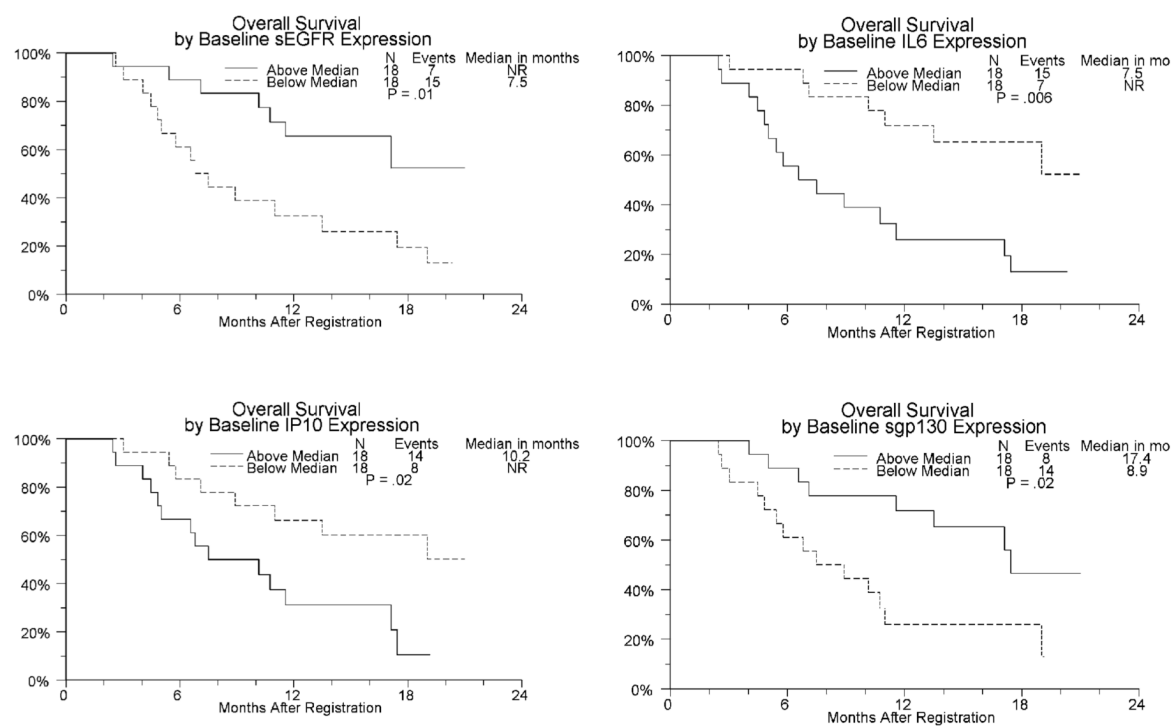 Overall Survival
by Baseline sEGFR Expression
N Events Median in months
Above Median 18 7 NR
Below Median 18 15 7.5
P = .01
100%
80%
60%
40%
20%
0%
0 6 12 18 24
Months After Registration
Overall Survival
by Baseline IL6 Expression
N Events Median in mo
Above Median 18 15 7.5
Below Median 18 7 NR
P = .006
100%
80%
60%
40%
20%
0%
0 6 12 18 24
Months After Registration
Overall Survival
by Baseline IP10 Expression
N Events Median in months
Above Median 18 14 10.2
Below Median 18 8 NR
P = .02
100%
80%
60%
40%
20%
0%
0 6 12 18 24
Months After Registration
Overall Survival
by Baseline sgp130 Expression
N Events Median in mo
Above Median 18 8 17.4
Below Median 18 14 8.9
P = .02
100%
80%
60%
40%
20%
0%
0 6 12 18 24
Months After Registration